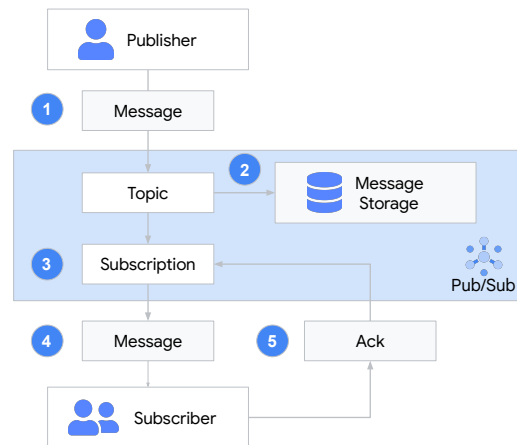 Publisher
1
Message
2
Topic
Message
Storage
3
Subscription
Pub/Sub
4
Message
5
Ack
Subscriber